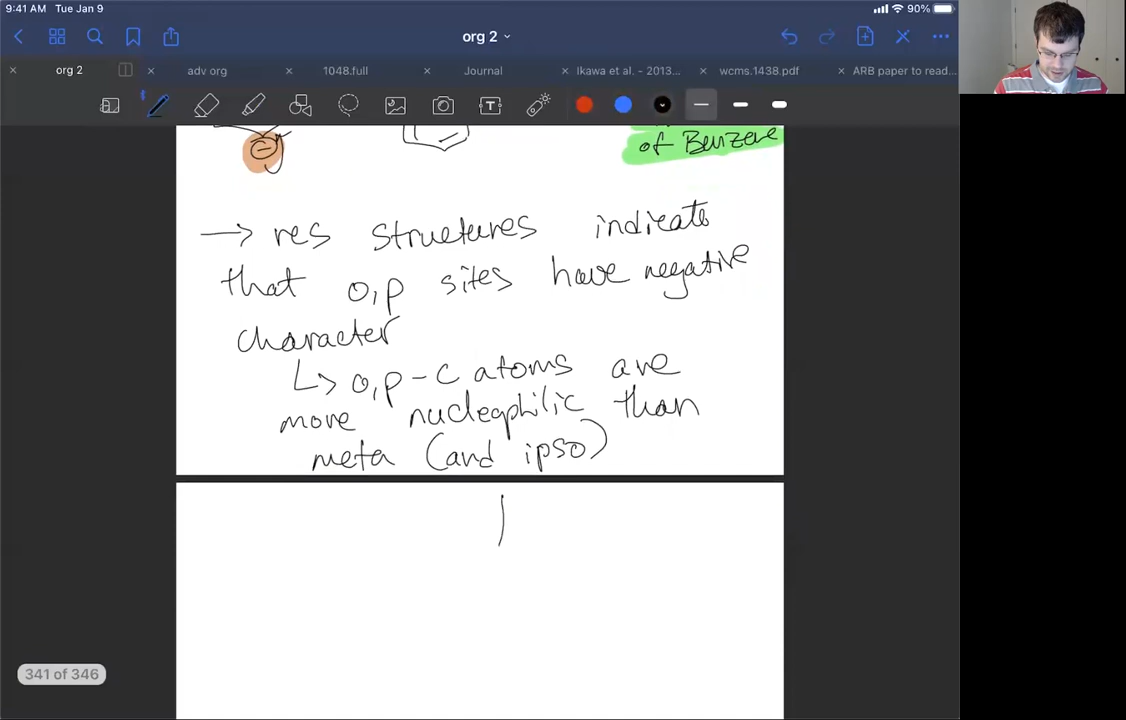 9:41 AM Tue Jan 9
90%
org 2
org 2
adv org
1048.full
Journal
Ikawa et al. - 2013...
wcms.1438.pdf
ARB paper to read...
of Benzene
→ res structures indicate
that o,p sites have negative
character
↳ o,p - C atoms are
more nucleophilic than
meta (and ipso)
341 of 346